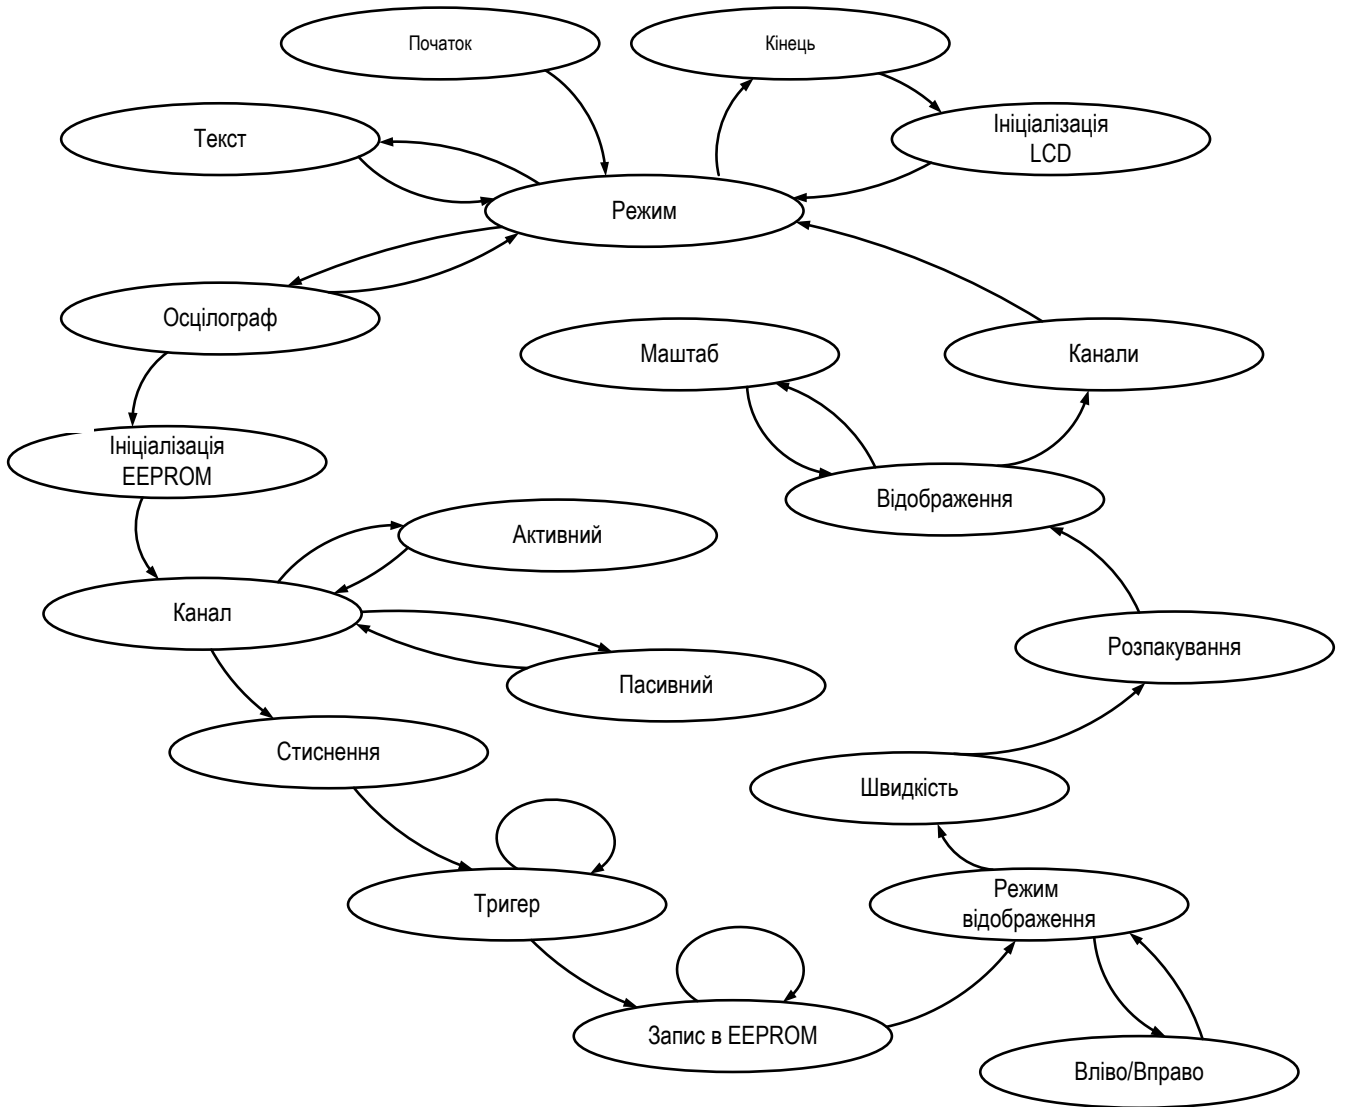 Початок
Кінець
Текст
Ініціалізація
LCD
Режим
Осцілограф
Маштаб
Канали
Ініціалізація
EEPROM
Відображення
Активний
Канал
Розпакування
Пасивний
Стиснення
Швидкість
Тригер
Режим
відображення
Запис в EEPROM
Вліво/Вправо